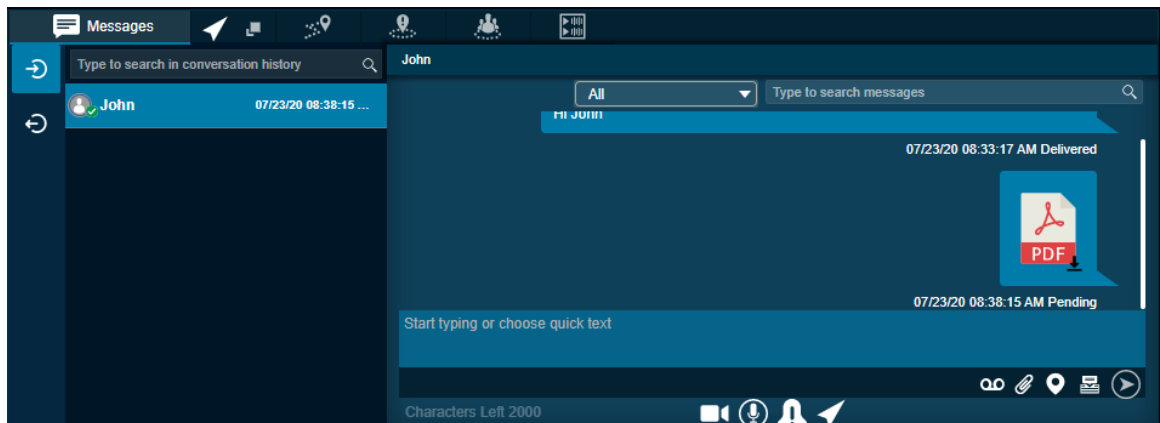 Messages
Type to search in conversation history
John
John
07/23/20 08:38:15 ...
All
Type to search messages
Hi John
07/23/20 08:33:17 AM Delivered
PDF
07/23/20 08:38:15 AM Pending
Start typing or choose quick text
Characters Left 2000